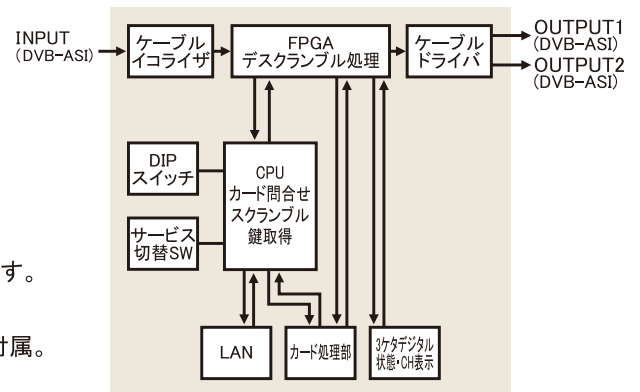 INPUT
(DVB-ASI)
ケーブル
イコライザ
FPGA
デスクランブル処理
ケーブル
ドライバ
OUTPUT1
(DVB-ASI)
OUTPUT2
(DVB-ASI)
DIP
スイッチ
CPU
カード問合せ
スクランブル
鍵取得
サービス
切替SW
す。
属。
LAN
カード処理部
3ケタデジタル
状態・CH表示